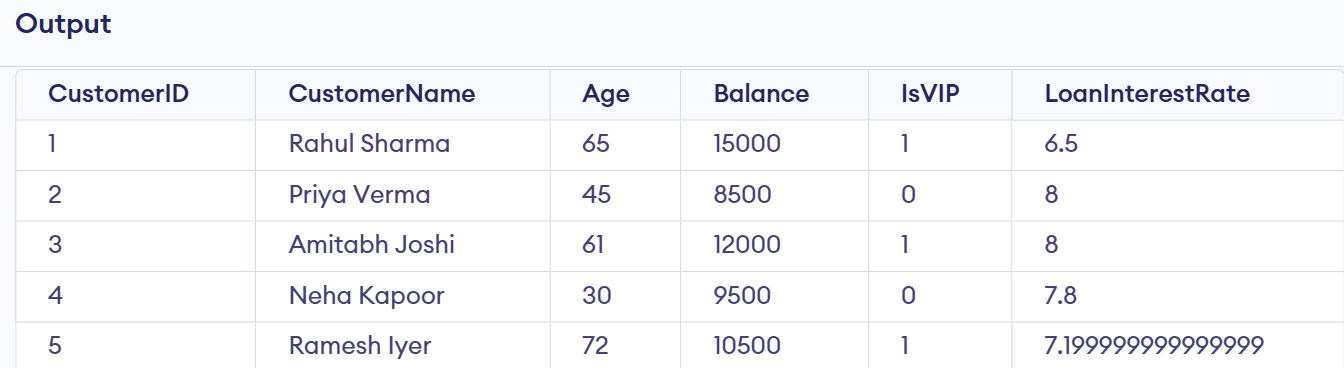 Output
CustomerID CustomerName Age Balance IsVIP LoanInterestRate
1 Rahul Sharma 65 15000 1 6.5
2 Priya Verma 45 8500 0 8
3 Amitabh Joshi 61 12000 1 8
4 Neha Kapoor 30 9500 0 7.8
5 Ramesh Iyer 72 10500 1 7.199999999999999